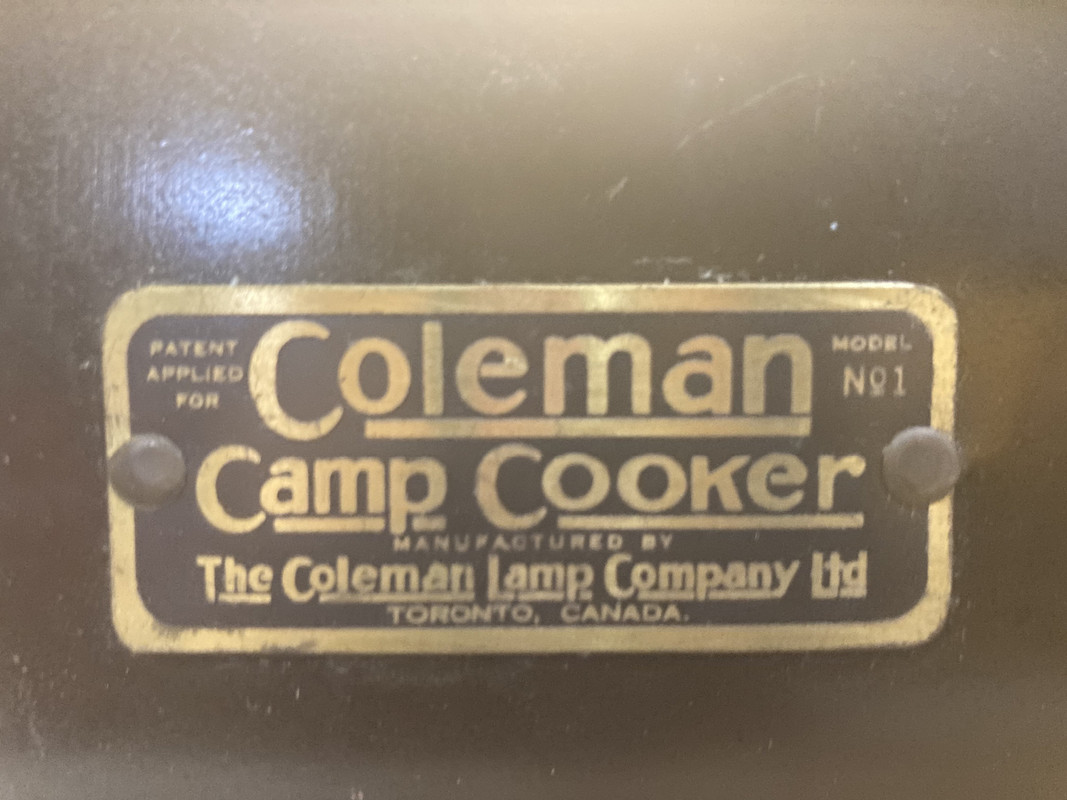 PATENT
APPLIED
FOR
Coleman
MODEL
Nº1
Camp Cooker
MANUFACTURED BY
The Coleman Lamp Company Ltd
TORONTO, CANADA.